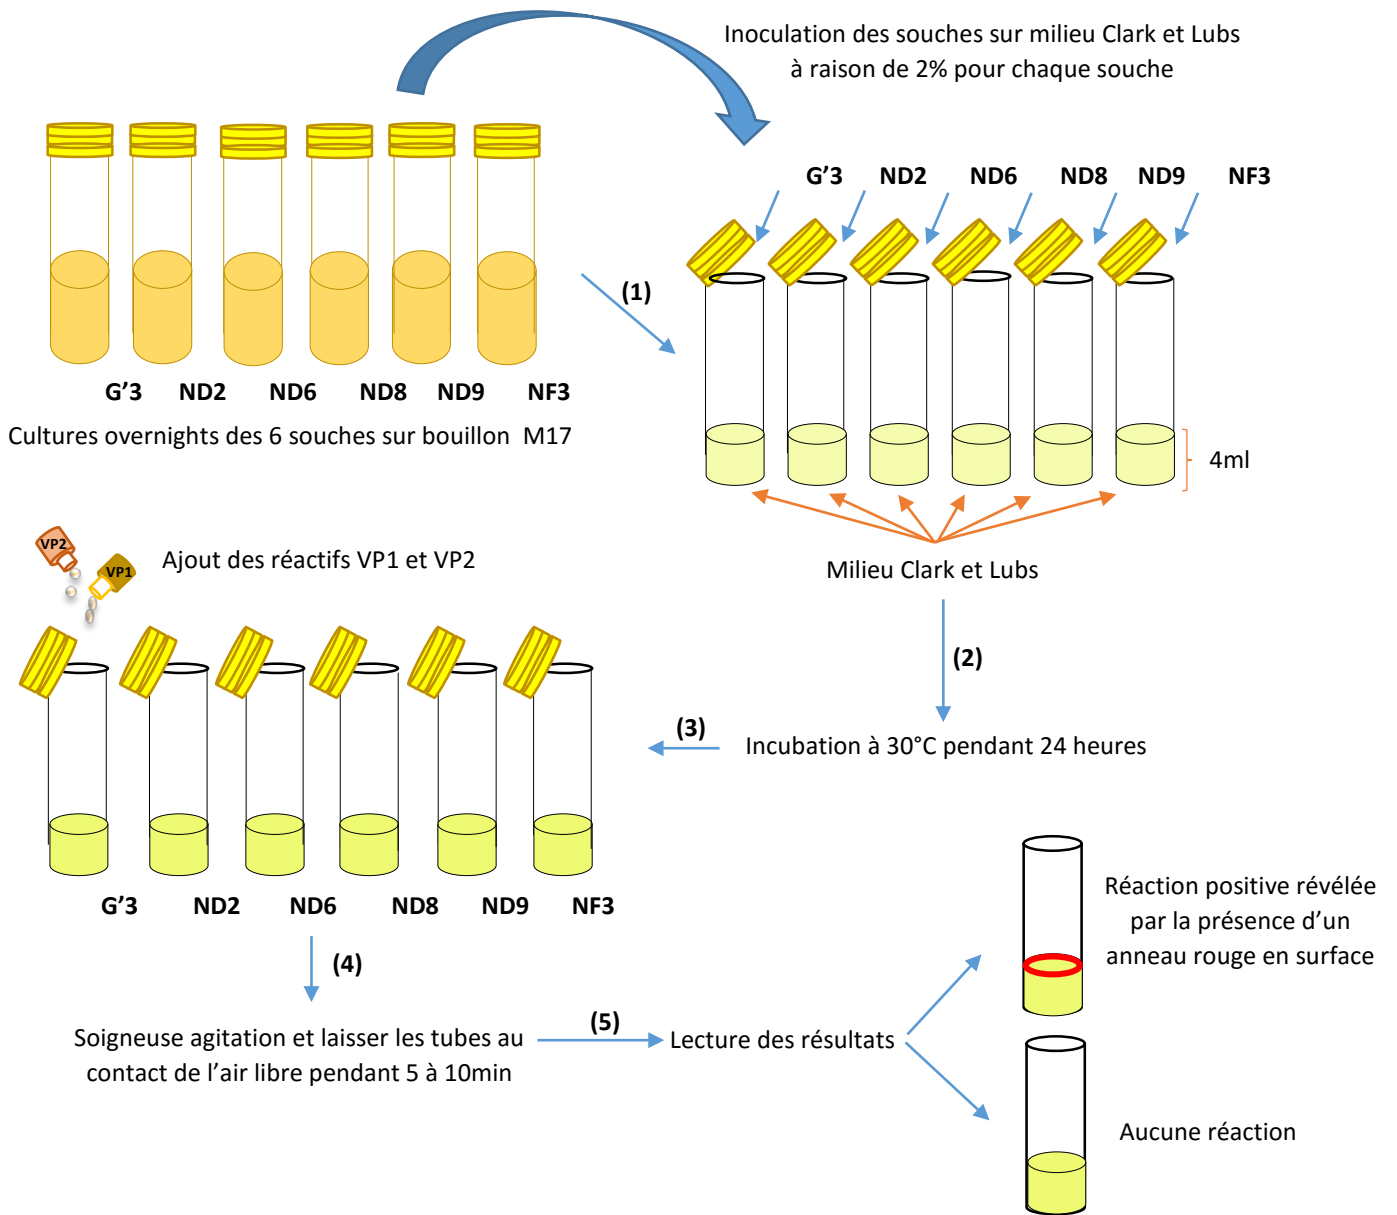 Inoculation des souches sur milieu Clark et Lubs
à raison de 2% pour chaque souche
G’3 ND2 ND6 ND8 ND9 NF3
(1)
G’3 ND2 ND6 ND8 ND9 NF3
Cultures overnights des 6 souches sur bouillon M17
4ml
Milieu Clark et Lubs
VP2
VP1
Ajout des réactifs VP1 et VP2
(2)
(3)
Incubation à 30°C pendant 24 heures
G’3 ND2 ND6 ND8 ND9 NF3
(4)
Soigneuse agitation et laisser les tubes au
contact de l’air libre pendant 5 à 10min
(5)
Lecture des résultats
Réaction positive révélée
par la présence d’un
anneau rouge en surface
Aucune réaction